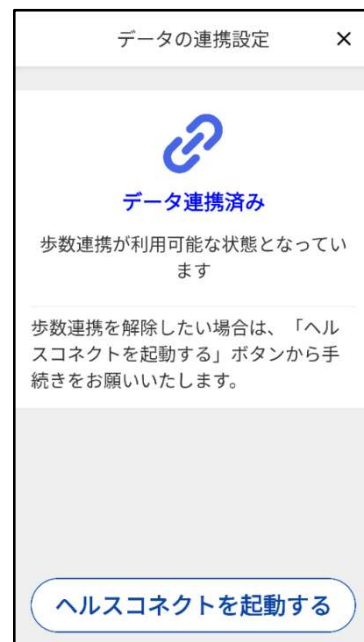 データの連携設定 ×
データ連携済み
歩数連携が利用可能な状態となってい
ます
歩数連携を解除したい場合は、「ヘル
スコネクトを起動する」ボタンから手
続きをお願いいたします。
ヘルスコネクトを起動する